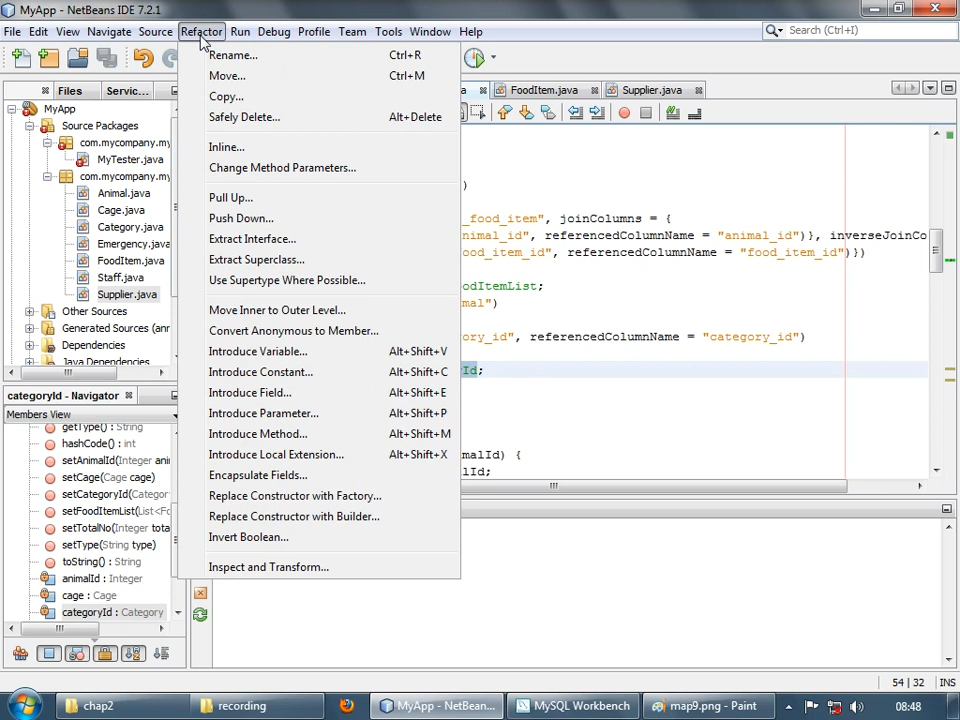 MyApp - NetBeans IDE 7.2.1
File Edit View Navigate Source Refactor Run Debug Profile Team Tools Window Help
Search (Ctrl+I)
Files Servic...
FoodItem.java Supplier.java
MyApp
Source Packages
com.mycompany.my
MyTester.java
com.mycompany.my
Animal.java
Cage.java
Category.java
Emergency.java
FoodItem.java
Staff.java
Supplier.java
Other Sources
Generated Sources (ann
Dependencies
Java Dependencies
Rename... Ctrl+R
Move... Ctrl+M
Copy...
Safely Delete... Alt+Delete
Inline...
Change Method Parameters...
Pull Up...
Push Down...
Extract Interface...
Extract Superclass...
Use Supertype Where Possible...
Move Inner to Outer Level...
Convert Anonymous to Member...
Introduce Variable... Alt+Shift+V
Introduce Constant... Alt+Shift+C
Introduce Field... Alt+Shift+E
Introduce Parameter... Alt+Shift+P
Introduce Method... Alt+Shift+M
Introduce Local Extension... Alt+Shift+X
Encapsulate Fields...
Replace Constructor with Factory...
Replace Constructor with Builder...
Invert Boolean...
Inspect and Transform...
)
_food_item", joinColumns = {
nimal_id", referencedColumnName = "animal_id")}, inverseJoinCo
ood_item_id", referencedColumnName = "food_item_id")})
odItemList;
mal")
ory_id", referencedColumnName = "category_id")
Id;
malId) {
lId;
categoryId - Navigator
Members View
getType() : String
hashCode() : int
setAnimalId(Integer ani
setCage(Cage cage)
setCategoryId(Categor
setFoodItemList(List<Fo
setTotalNo(Integer tota
setType(String type)
toString() : String
animalId : Integer
cage : Cage
categoryId : Category
54 | 32 INS
chap2 recording MyApp - NetBean... MySQL Workbench map9.png - Paint 08:48